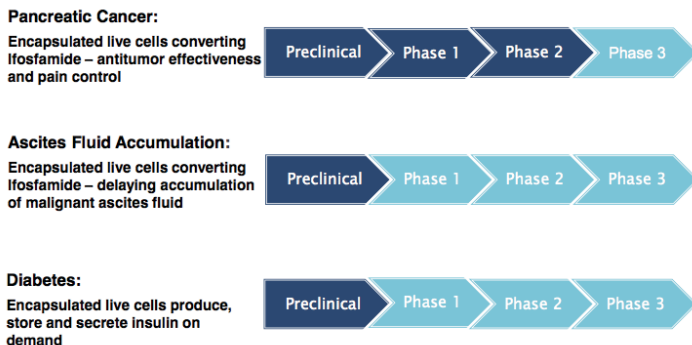 Pancreatic Cancer:
Encapsulated live cells converting
Ifosfamide – antitumor effectiveness
and pain control
Preclinical
Phase 1
Phase 2
Phase 3
Ascites Fluid Accumulation:
Encapsulated live cells converting
Ifosfamide – delaying accumulation
of malignant ascites fluid
Preclinical
Phase 1
Phase 2
Phase 3
Diabetes:
Encapsulated live cells produce,
store and secrete insulin on
demand
Preclinical
Phase 1
Phase 2
Phase 3